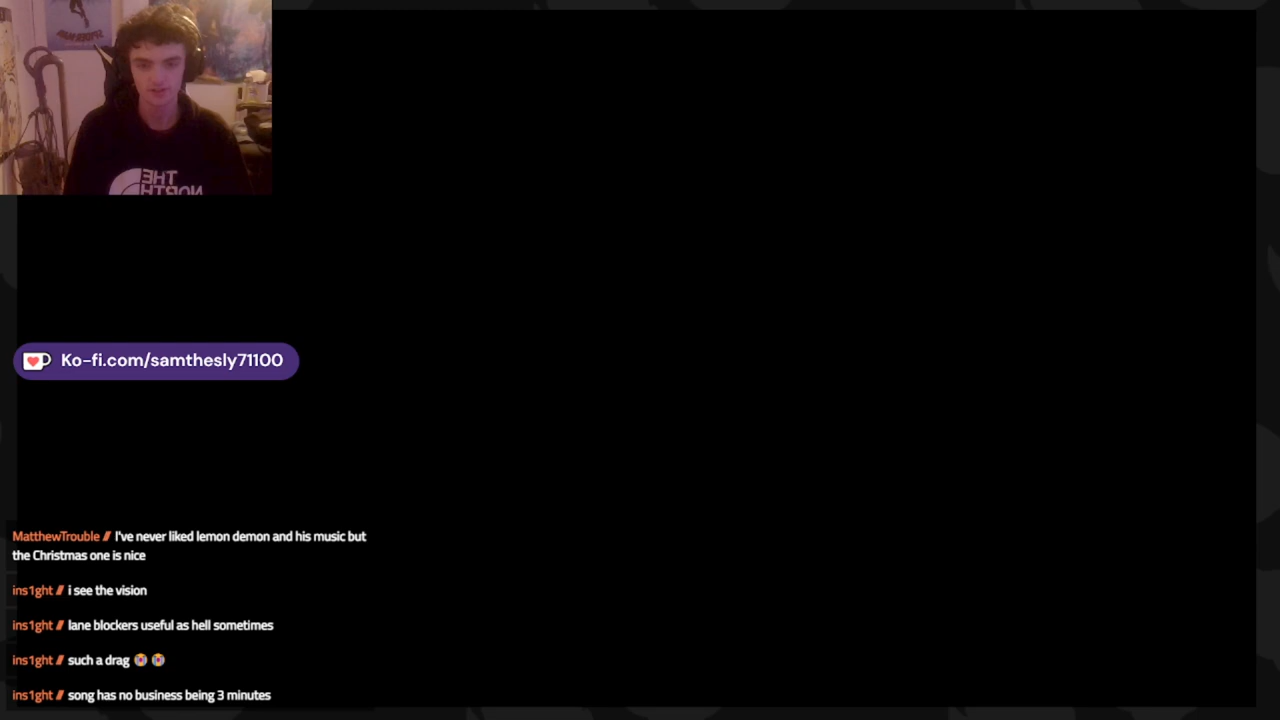 THE
NORTH
Ko-fi.com/samthesly71100
MatthewTrouble // I've never liked lemon demon and his music but
the Christmas one is nice
ins1ght // i see the vision
ins1ght // lane blockers useful as hell sometimes
ins1ght // such a drag 😭 😭
ins1ght // song has no business being 3 minutes